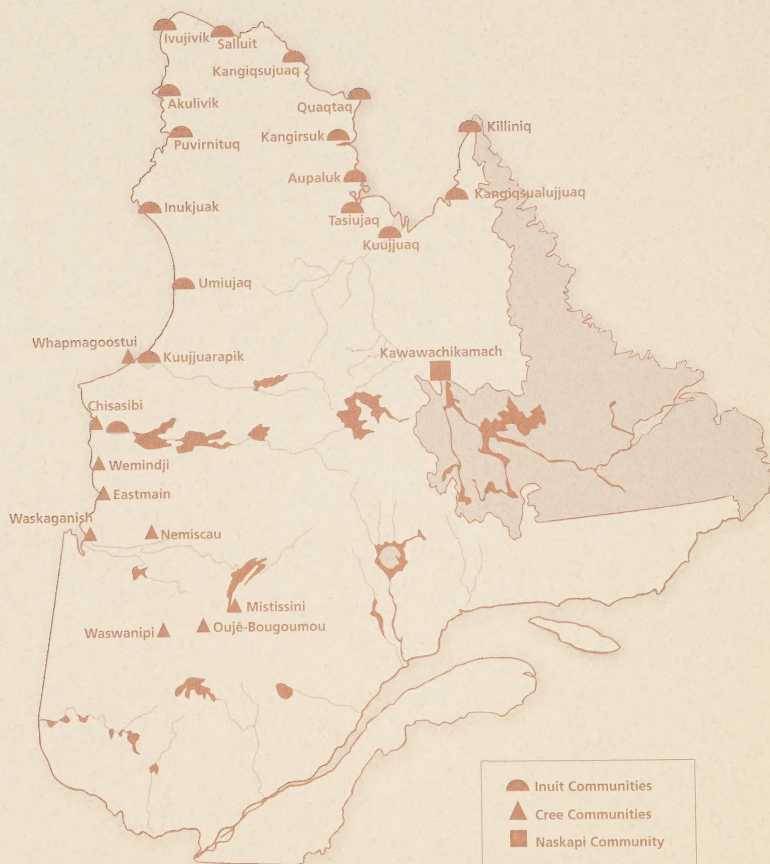 Ivujivik
Salluit
Kangiqsujuaq
Akulivik
Quaqtaq
Puvirnituq
Kangirsuk
Killiniq
Aupaluk
Kangiqsualujjuaq
Inukjuak
Tasiujaq
Kuujjuaq
Umiujaq
Whapmagoostui
Kuujjuarapik
Kawawachikamach
Chisasibi
Wemindji
Eastmain
Waskaganish
Nemiscau
Mistissini
Waswanipi
Oujé-Bougoumou
Inuit Communities
Cree Communities
Naskapi Community